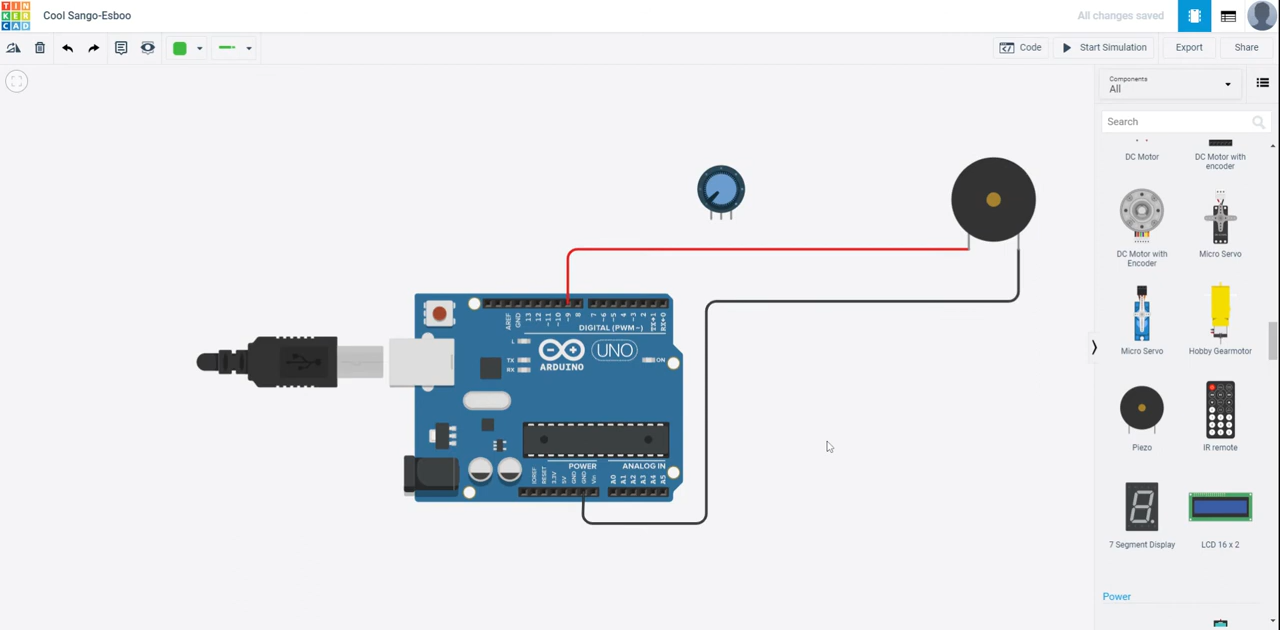 TIN
KER
CAD
Cool Sango-Esboo
All changes saved
Code
Start Simulation
Export
Share
Components
All
Search
DC Motor
DC Motor with
encoder
DC Motor with
Encoder
Micro Servo
Micro Servo
Hobby Gearmotor
Piezo
IR remote
7 Segment Display
LCD 16 x 2
Power
AREF
GND
13
12
~11
~10
~9
8
7
~6
~5
4
~3
2
TX→1
RX←0
DIGITAL (PWM~)
L
TX
RX
ARDUINO
UNO
ON
POWER
ANALOG IN
IOREF
RESET
3.3V
5V
GND
GND
Vin
A0
A1
A2
A3
A4
A5